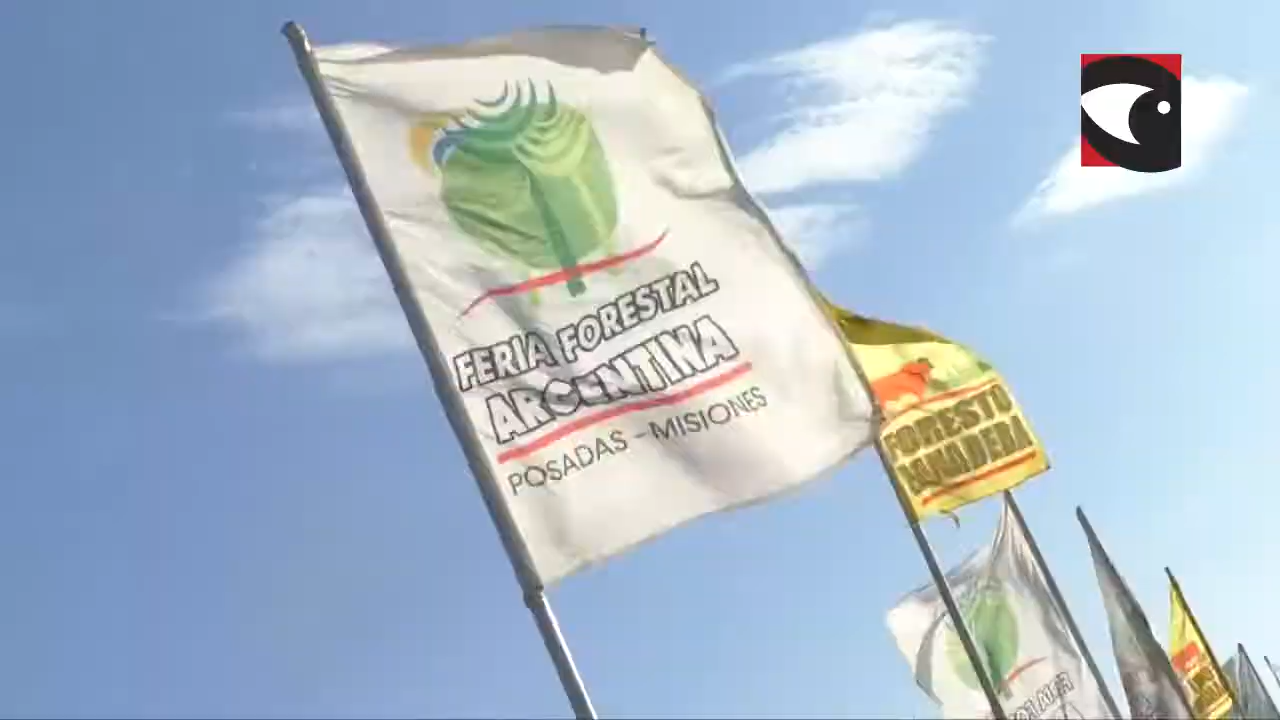 FERIA FORESTAL
ARGENTINA
POSADAS - MISIONES
FORESTO
GANADERA